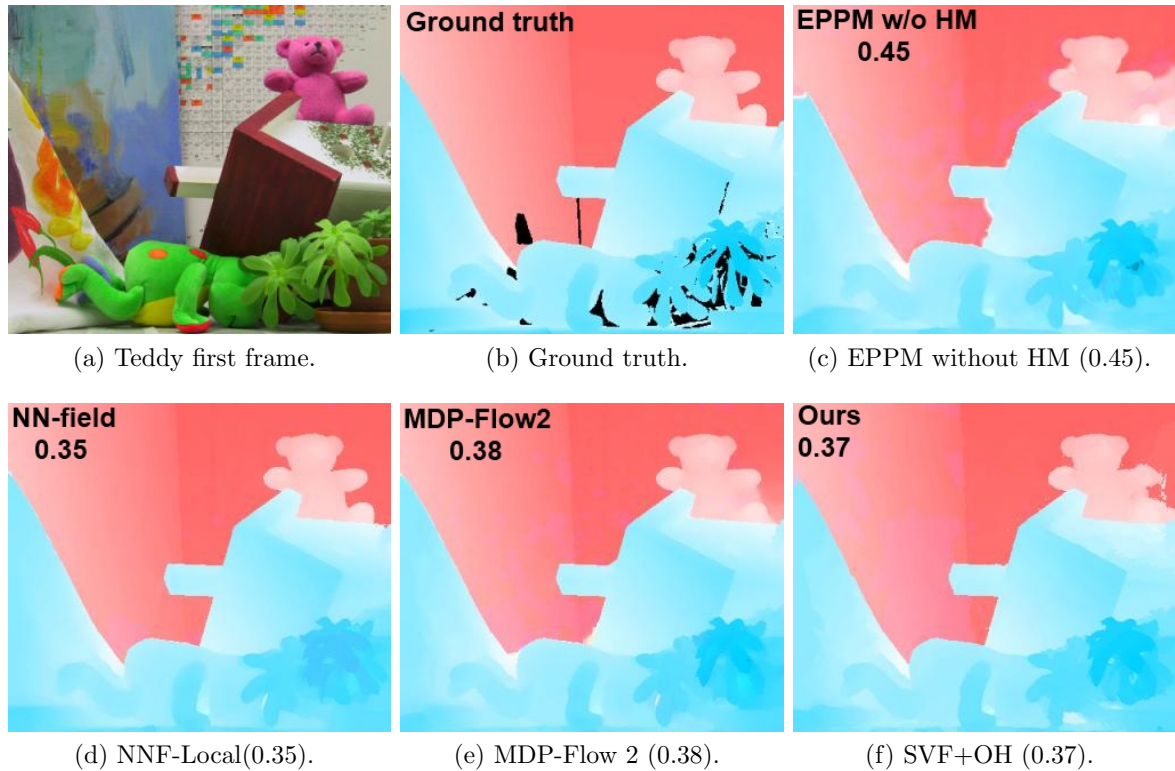 Ground truth
EPPM w/o HM
0.45
(a) Teddy first frame.
(b) Ground truth.
(c) EPPM without HM (0.45).
NN-field
0.35
MDP-Flow2
0.38
Ours
0.37
(d) NNF-Local(0.35).
(e) MDP-Flow 2 (0.38).
(f) SVF+OH (0.37).